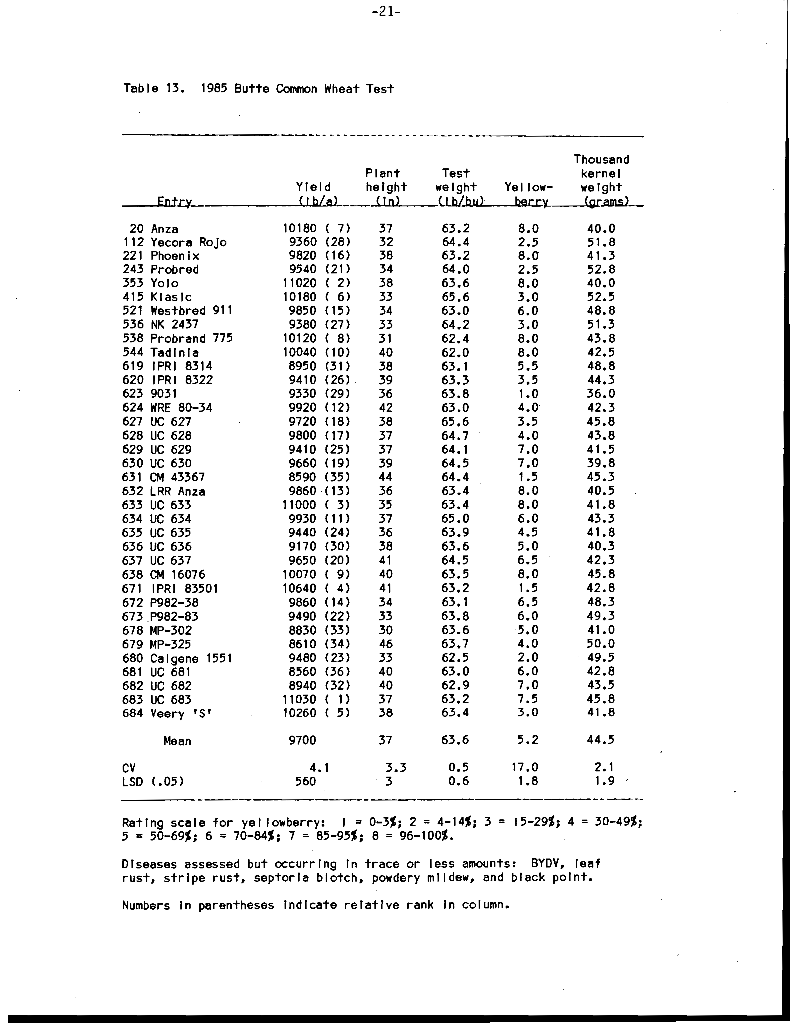 -21-
Table 13. 1985 Butte Common Wheat Test
Thousand
Plant Test kernel
Yield height weight Yellow- weight
Entry (lb/a) (in) (lb/bu) berry (grams)
20 Anza 10180 ( 7) 37 63.2 8.0 40.0
112 Yecora Rojo 9360 (28) 32 64.4 2.5 51.8
221 Phoenix 9820 (16) 38 63.2 8.0 41.3
243 Probred 9540 (21) 34 64.0 2.5 52.8
353 Yolo 11020 ( 2) 38 63.6 8.0 40.0
415 Klasic 10180 ( 6) 33 65.6 3.0 52.5
521 Westbred 911 9850 (15) 34 63.0 6.0 48.8
536 NK 2437 9380 (27) 33 64.2 3.0 51.3
538 Probrand 775 10120 ( 8) 31 62.4 8.0 43.8
544 Tadinia 10040 (10) 40 62.0 8.0 42.5
619 IPRI 8314 8950 (31) 38 63.1 5.5 48.8
620 IPRI 8322 9410 (26) 39 63.3 3.5 44.3
623 9031 9330 (29) 36 63.8 1.0 36.0
624 WRE 80-34 9920 (12) 42 63.0 4.0 42.3
627 UC 627 9720 (18) 38 65.6 3.5 45.8
628 UC 628 9800 (17) 37 64.7 4.0 43.8
629 UC 629 9410 (25) 37 64.1 7.0 41.5
630 UC 630 9660 (19) 39 64.5 7.0 39.8
631 CM 43367 8590 (35) 44 64.4 1.5 45.3
632 LRR Anza 9860 (13) 36 63.4 8.0 40.5
633 UC 633 11000 ( 3) 35 63.4 8.0 41.8
634 UC 634 9930 (11) 37 65.0 6.0 43.3
635 UC 635 9440 (24) 36 63.9 4.5 41.8
636 UC 636 9170 (30) 38 63.6 5.0 40.3
637 UC 637 9650 (20) 41 64.5 6.5 42.3
638 CM 16076 10070 ( 9) 40 63.5 8.0 45.8
671 IPRI 83501 10640 ( 4) 41 63.2 1.5 42.8
672 P982-38 9860 (14) 34 63.1 6.5 48.3
673 P982-83 9490 (22) 33 63.8 6.0 49.3
678 MP-302 8830 (33) 30 63.6 5.0 41.0
679 MP-325 8610 (34) 46 63.7 4.0 50.0
680 Calgene 1551 9480 (23) 33 62.5 2.0 49.5
681 UC 681 8560 (36) 40 63.0 6.0 42.8
682 UC 682 8940 (32) 40 62.9 7.0 43.5
683 UC 683 11030 ( 1) 37 63.2 7.5 45.8
684 Veery 'S' 10260 ( 5) 38 63.4 3.0 41.8
Mean 9700 37 63.6 5.2 44.5
CV 4.1 3.3 0.5 17.0 2.1
LSD (.05) 560 3 0.6 1.8 1.9
Rating scale for yellowberry: 1 = 0-3%; 2 = 4-14%; 3 = 15-29%; 4 = 30-49%;
5 = 50-69%; 6 = 70-84%; 7 = 85-95%; 8 = 96-100%.
Diseases assessed but occurring in trace or less amounts: BYDV, leaf
rust, stripe rust, septoria blotch, powdery mildew, and black point.
Numbers in parentheses indicate relative rank in column.